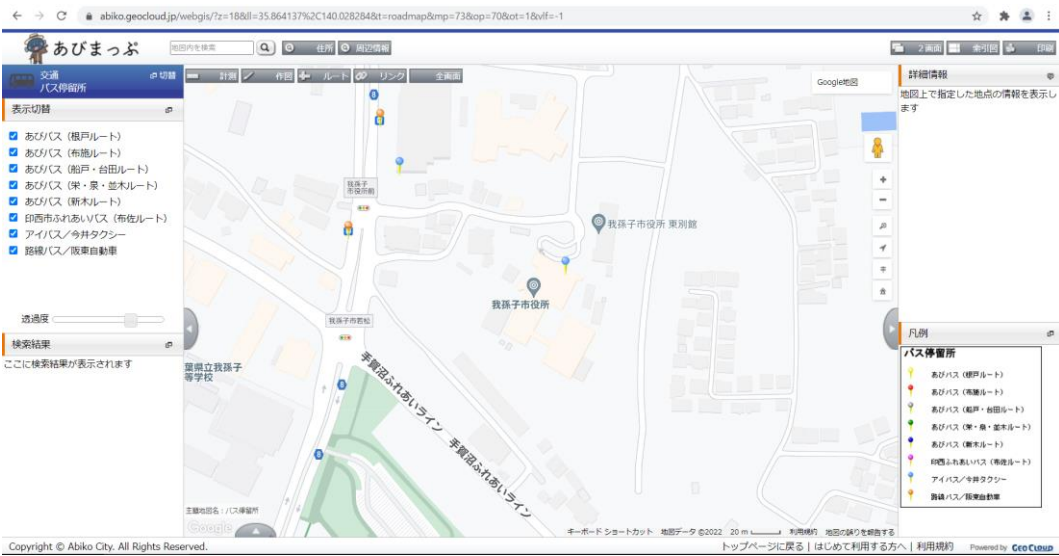 abiko.geocloud.jp/webgis/?z=18&ll=35.864137%2C140.028284&t=roadmap&mp=73&op=70&ot=1&vlf=-1
あびまっぷ
地図内を検索
住所
周辺情報
2画面
索引図
印刷
交通
バス停留所
切替
計測
作図
ルート
リンク
全画面
表示切替
あびバス（根戸ルート）
あびバス（布施ルート）
あびバス（船戸・台田ルート）
あびバス（栄・泉・並木ルート）
あびバス（新木ルート）
印西市ふれあいバス（布佐ルート）
アイバス／今井タクシー
路線バス／阪東自動車
透過度
検索結果
ここに検索結果が表示されます
Google地図
我孫子
市役所前
我孫子市役所 東別館
我孫子市役所
我孫子市若松
葉県立我孫子
等学校
手賀沼ふれあいライン
手賀沼ふれあいライン
8
8
8
主題地図名：バス停留所
Google
キーボード ショートカット
地図データ ©2022
20 m
利用規約
地図の誤りを報告する
詳細情報
地図上で指定した地点の情報を表示し
ます
凡例
バス停留所
あびバス（根戸ルート）
あびバス（布施ルート）
あびバス（船戸・台田ルート）
あびバス（栄・泉・並木ルート）
あびバス（新木ルート）
印西ふれあいバス（布佐ルート）
アイバス／今井タクシー
路線バス／阪東自動車
Copyright © Abiko City. All Rights Reserved.
トップページに戻る | はじめて利用する方へ | 利用規約
Powered by GeoCloud